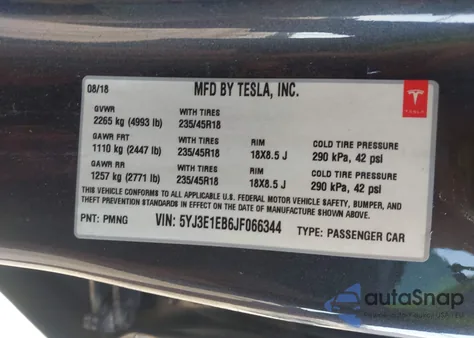 08/18 MFD BY TESLA, INC.
TESLA
GVWR WITH TIRES
2265 kg (4993 lb) 235/45R18
GAWR FRT WITH TIRES RIM COLD TIRE PRESSURE
1110 kg (2447 lb) 235/45R18 18X8.5 J 290 kPa, 42 psi
GAWR RR WITH TIRES RIM COLD TIRE PRESSURE
1257 kg (2771 lb) 235/45R18 18X8.5 J 290 kPa, 42 psi
THIS VEHICLE CONFORMS TO ALL APPLICABLE U.S. FEDERAL MOTOR VEHICLE SAFETY, BUMPER, AND
THEFT PREVENTION STANDARDS IN EFFECT ON THE DATE OF MANUFACTURE SHOWN ABOVE.
PNT: PMNG VIN: 5YJ3E1EB6JF066344 TYPE: PASSENGER CAR
autoSnap